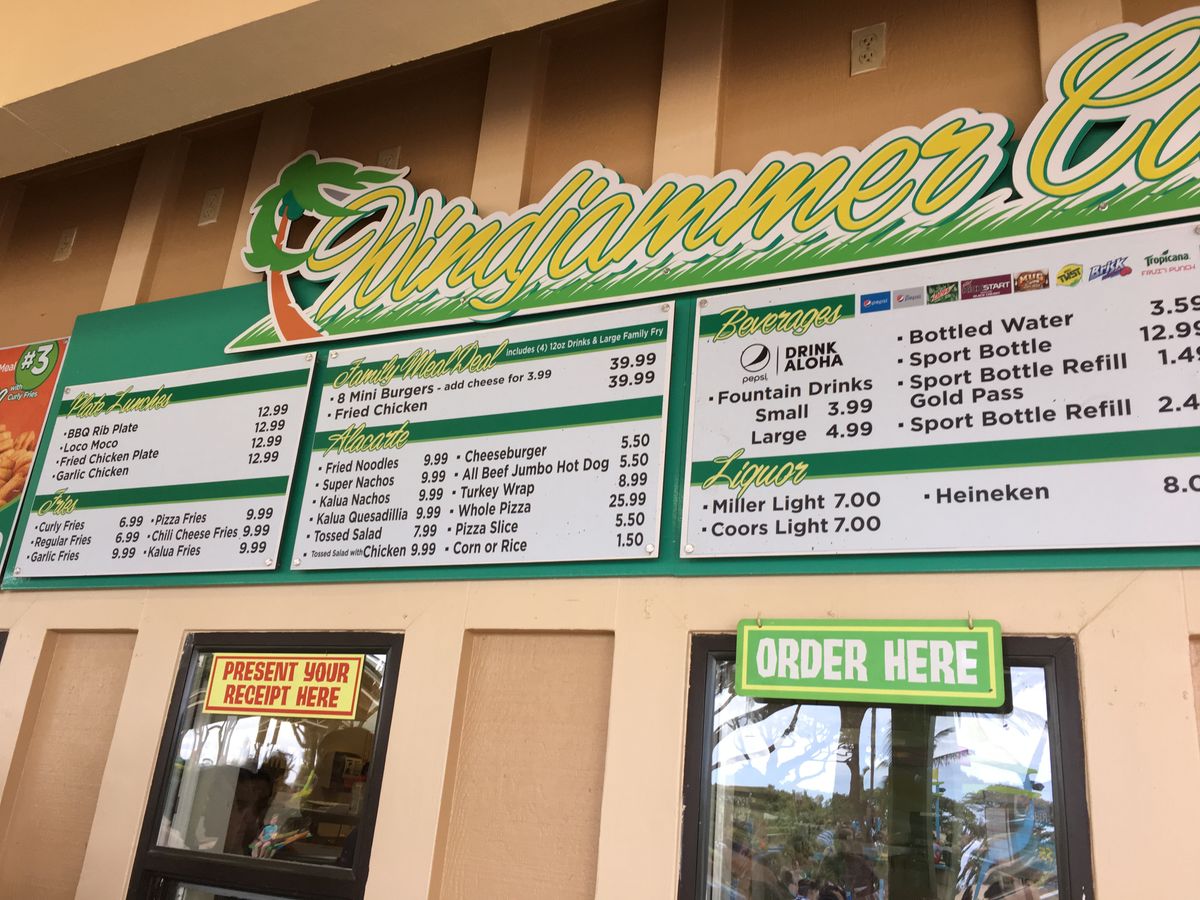 Windjammer
#3
with
Curly Fries
Plate Lunches
• BBQ Rib Plate 12.99
• Loco Moco 12.99
• Fried Chicken Plate 12.99
• Garlic Chicken 12.99
Fries
• Curly Fries 6.99 • Pizza Fries 9.99
• Regular Fries 6.99 • Chili Cheese Fries 9.99
• Garlic Fries 9.99 • Kalua Fries 9.99
Family Meal Deal includes (4) 12oz Drinks & Large Family Fry
• 8 Mini Burgers - add cheese for 3.99 39.99
• Fried Chicken 39.99
Alacarte
• Fried Noodles 9.99 • Cheeseburger 5.50
• Super Nachos 9.99 • All Beef Jumbo Hot Dog 5.50
• Kalua Nachos 9.99 • Turkey Wrap 8.99
• Kalua Quesadillia 9.99 • Whole Pizza 25.99
• Tossed Salad 7.99 • Pizza Slice 5.50
• Tossed Salad with Chicken 9.99 • Corn or Rice 1.50
Beverages
pepsi
KICKSTART
MUG
TWIST
Brisk
Tropicana
FRUIT PUNCH
pepsi
DRINK
ALOHA
• Fountain Drinks
Small 3.99
Large 4.99
• Bottled Water 3.59
• Sport Bottle 12.99
• Sport Bottle Refill
Gold Pass
• Sport Bottle Refill
Liquor
• Miller Light 7.00 • Heineken
• Coors Light 7.00
PRESENT YOUR
RECEIPT HERE
ORDER HERE